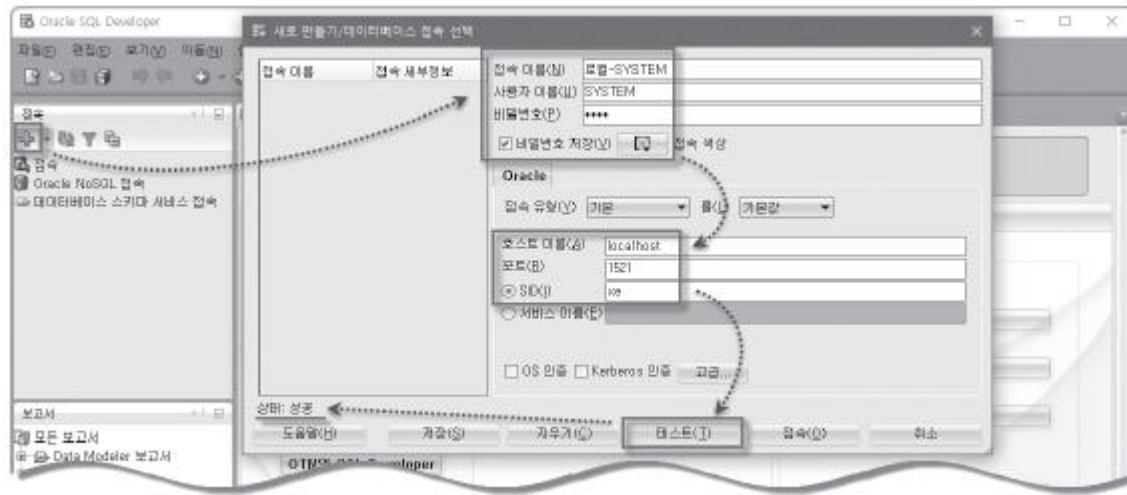 Oracle SQL Developer
파일(F) 편집(E) 보기(V) 이동(N)
접속
접속
Oracle NoSQL 접속
데이터베이스 스키마 서비스 접속
보고서
모든 보고서
Data Modeler 보고서
새로 만들기/데이터베이스 접속 선택
접속 이름 접속 세부정보
접속 이름(N) 로컬-SYSTEM
사용자 이름(U) SYSTEM
비밀번호(P) ••••
비밀번호 저장(V) 접속 색상
Oracle
접속 유형(Y) 기본 롤(L) 기본값
호스트 이름(A) localhost
포트(R) 1521
SID(I) xe
서비스 이름(E)
OS 인증 Kerberos 인증 고급...
상태: 성공
도움말(H) 저장(S) 지우기(C) 테스트(T) 접속(O) 취소